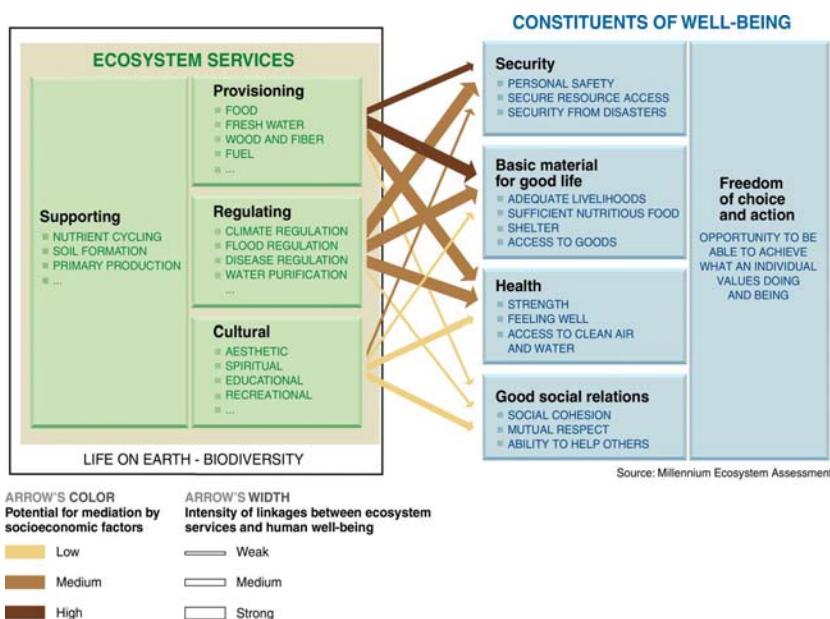 CONSTITUENTS OF WELL-BEING
ECOSYSTEM SERVICES
Supporting
NUTRIENT CYCLING
SOIL FORMATION
PRIMARY PRODUCTION
...
Provisioning
FOOD
FRESH WATER
WOOD AND FIBER
FUEL
...
Regulating
CLIMATE REGULATION
FLOOD REGULATION
DISEASE REGULATION
WATER PURIFICATION
...
Cultural
AESTHETIC
SPIRITUAL
EDUCATIONAL
RECREATIONAL
...
LIFE ON EARTH - BIODIVERSITY
Security
PERSONAL SAFETY
SECURE RESOURCE ACCESS
SECURITY FROM DISASTERS
Basic material
for good life
ADEQUATE LIVELIHOODS
SUFFICIENT NUTRITIOUS FOOD
SHELTER
ACCESS TO GOODS
Health
STRENGTH
FEELING WELL
ACCESS TO CLEAN AIR
AND WATER
Good social relations
SOCIAL COHESION
MUTUAL RESPECT
ABILITY TO HELP OTHERS
Freedom
of choice
and action
OPPORTUNITY TO BE
ABLE TO ACHIEVE
WHAT AN INDIVIDUAL
VALUES DOING
AND BEING
Source: Millennium Ecosystem Assessment
ARROW'S COLOR
Potential for mediation by
socioeconomic factors
Low
Medium
High
ARROW'S WIDTH
Intensity of linkages between ecosystem
services and human well-being
Weak
Medium
Strong